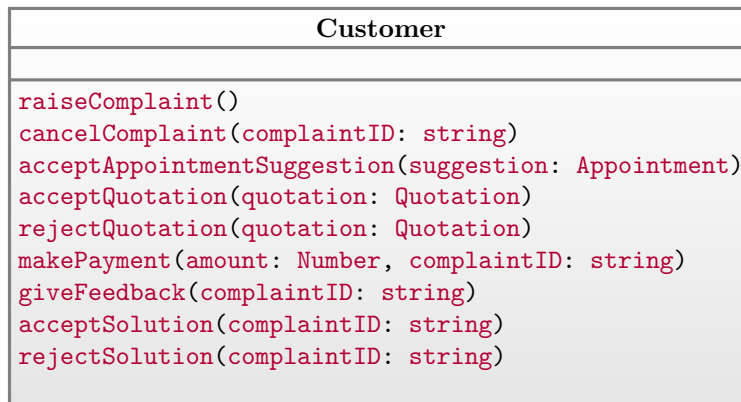 Customer
raiseComplaint()
cancelComplaint(complaintID: string)
acceptAppointmentSuggestion(suggestion: Appointment)
acceptQuotation(quotation: Quotation)
rejectQuotation(quotation: Quotation)
makePayment(amount: Number, complaintID: string)
giveFeedback(complaintID: string)
acceptSolution(complaintID: string)
rejectSolution(complaintID: string)